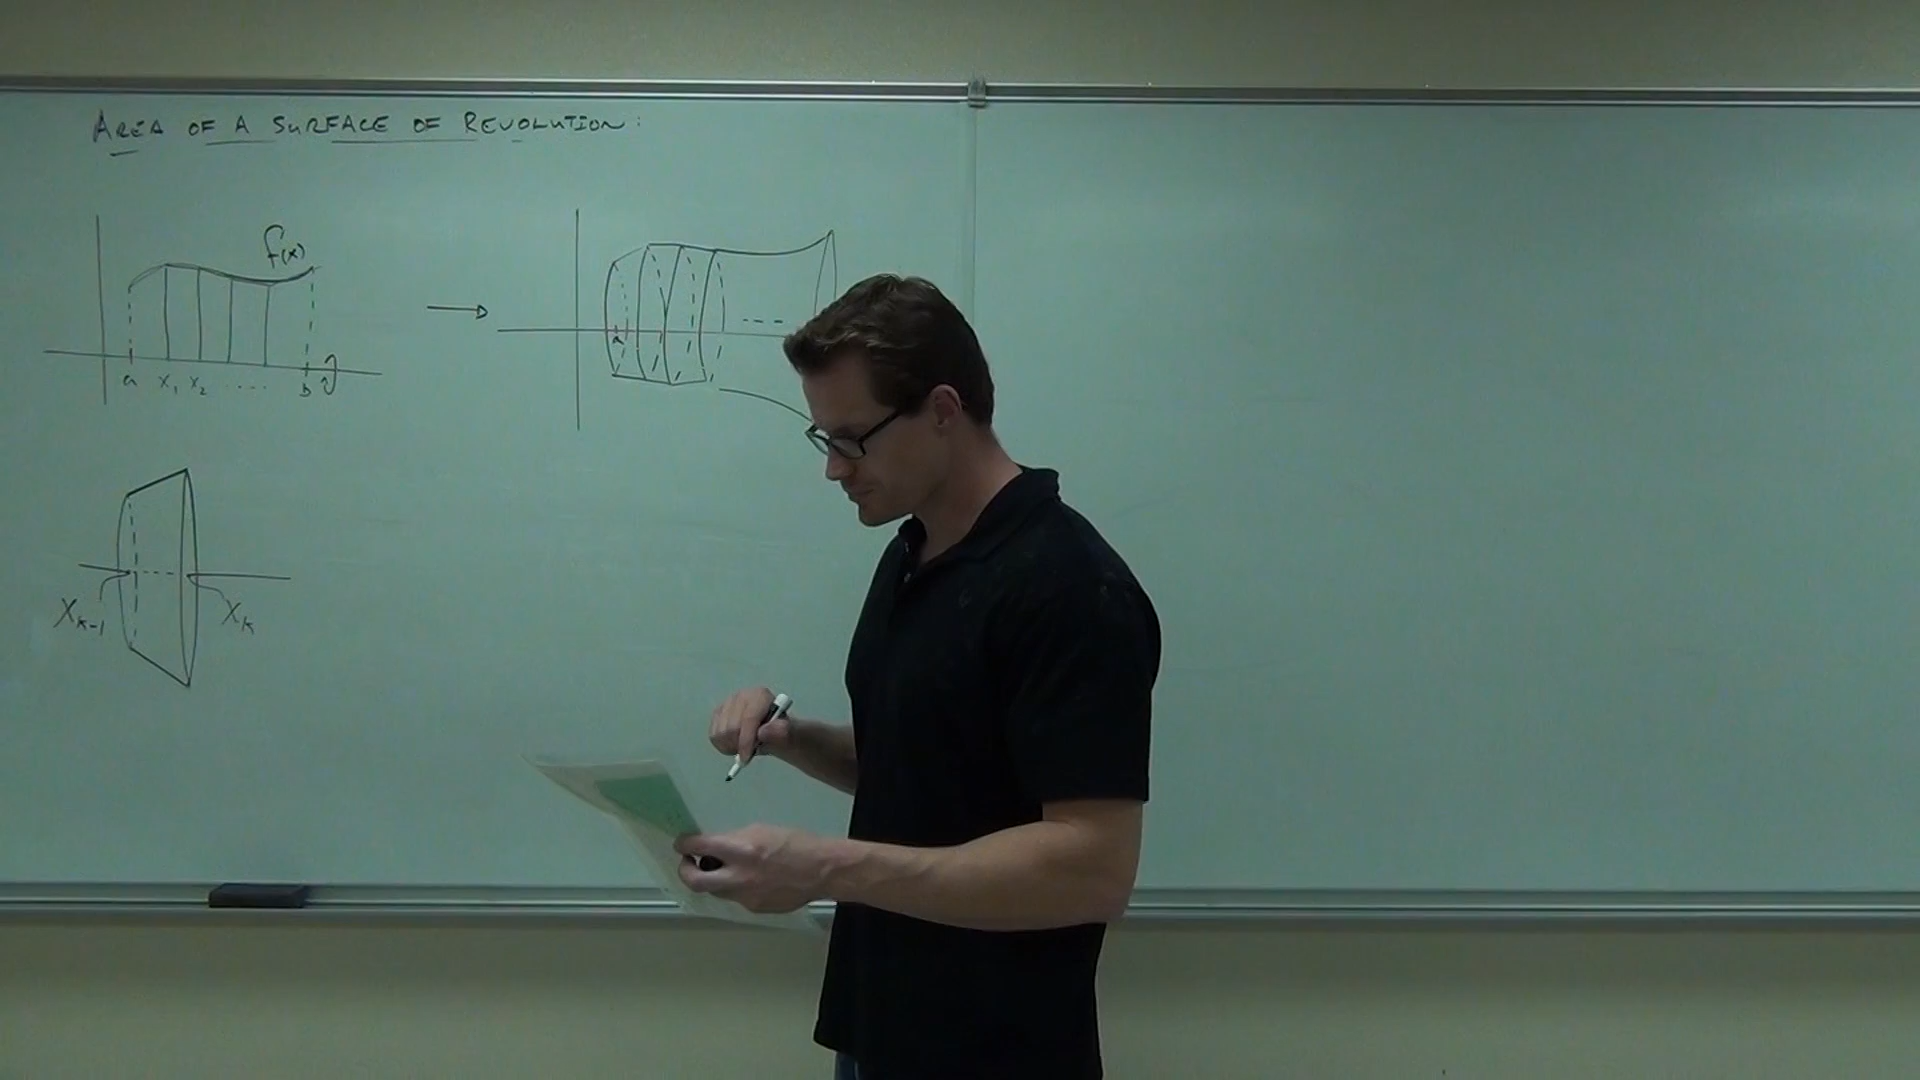 AREA OF A SURFACE OF REVOLUTION:
f(x)
a x₁ x₂ .... b
a
Xₖ₋₁ Xₖ